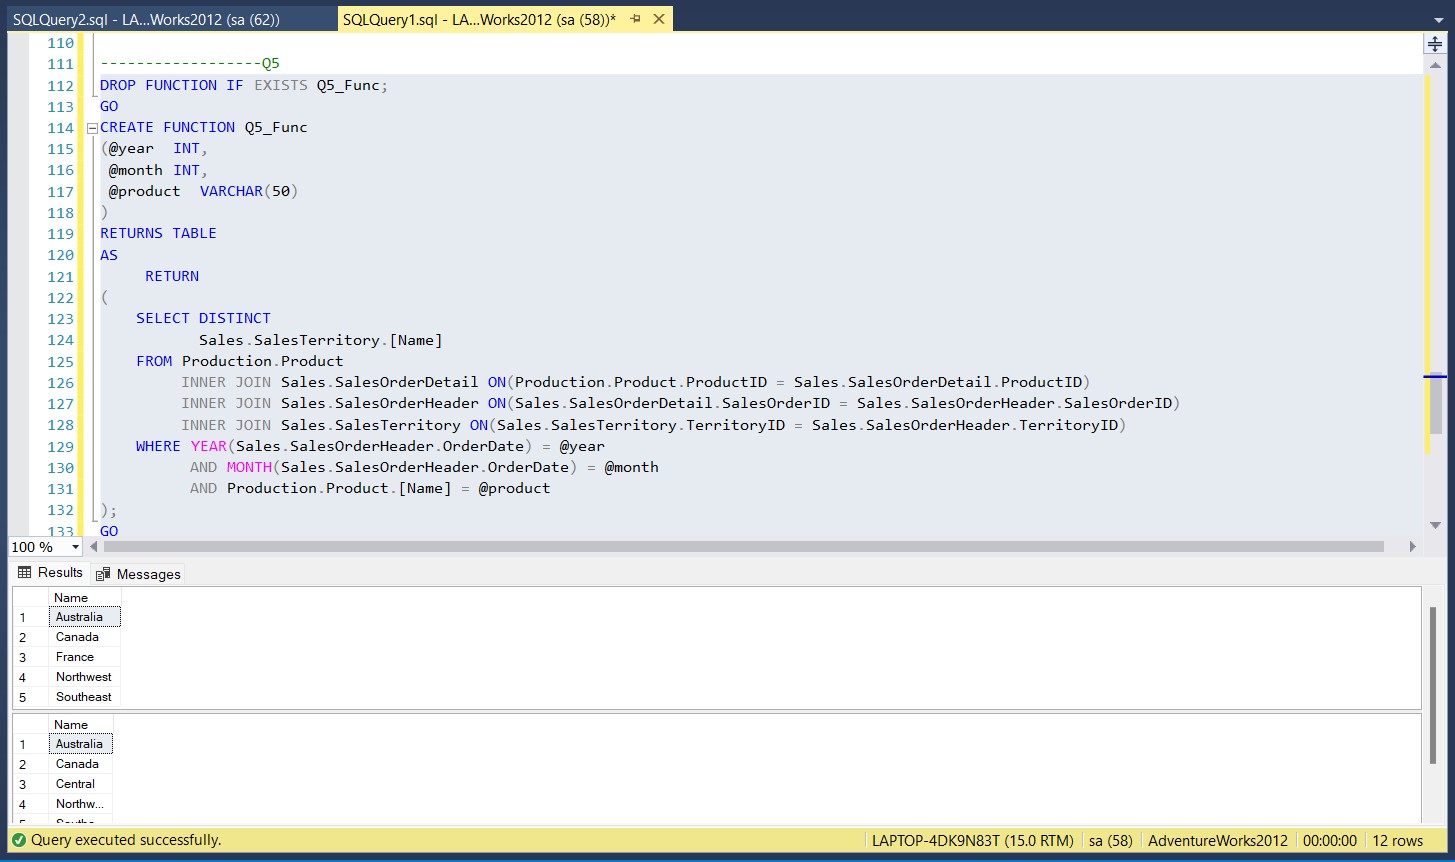 SQLQuery2.sql - LA...Works2012 (sa (62)) SQLQuery1.sql - LA...Works2012 (sa (58))*
110
111 ------------------Q5
112 DROP FUNCTION IF EXISTS Q5_Func;
113 GO
114 CREATE FUNCTION Q5_Func
115 (@year  INT,
116  @month INT,
117  @product  VARCHAR(50)
118 )
119 RETURNS TABLE
120 AS
121      RETURN
122 (
123     SELECT DISTINCT
124            Sales.SalesTerritory.[Name]
125     FROM Production.Product
126          INNER JOIN Sales.SalesOrderDetail ON(Production.Product.ProductID = Sales.SalesOrderDetail.ProductID)
127          INNER JOIN Sales.SalesOrderHeader ON(Sales.SalesOrderDetail.SalesOrderID = Sales.SalesOrderHeader.SalesOrderID)
128          INNER JOIN Sales.SalesTerritory ON(Sales.SalesTerritory.TerritoryID = Sales.SalesOrderHeader.TerritoryID)
129     WHERE YEAR(Sales.SalesOrderHeader.OrderDate) = @year
130           AND MONTH(Sales.SalesOrderHeader.OrderDate) = @month
131           AND Production.Product.[Name] = @product
132 );
133 GO
100 %
Results Messages
Name
1 Australia
2 Canada
3 France
4 Northwest
5 Southeast
Name
1 Australia
2 Canada
3 Central
4 Northw...
Query executed successfully. LAPTOP-4DK9N83T (15.0 RTM) sa (58) AdventureWorks2012 00:00:00 12 rows